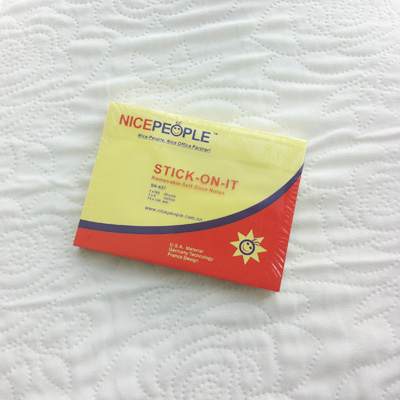 NICEPEOPLE™
Nice People, Nice Office Partner!
STICK-ON-IT
Removable Self-Stick Notes
www.nicepeople.com.cn
U.S.A. Material
Germany Technology
France Design